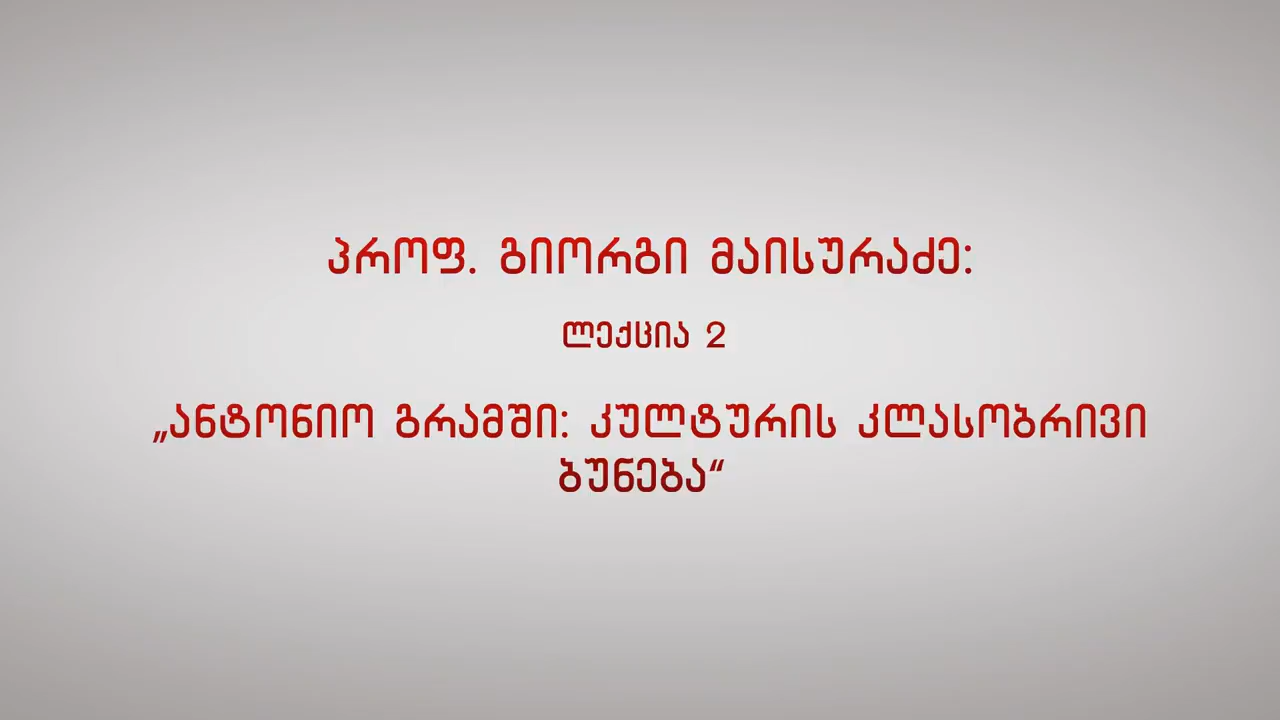 პროფ. გიორგი მაისურაძე:
ლექცია 2
„ანტონიო გრამში: კულტურის კლასობრივი
ბუნება“